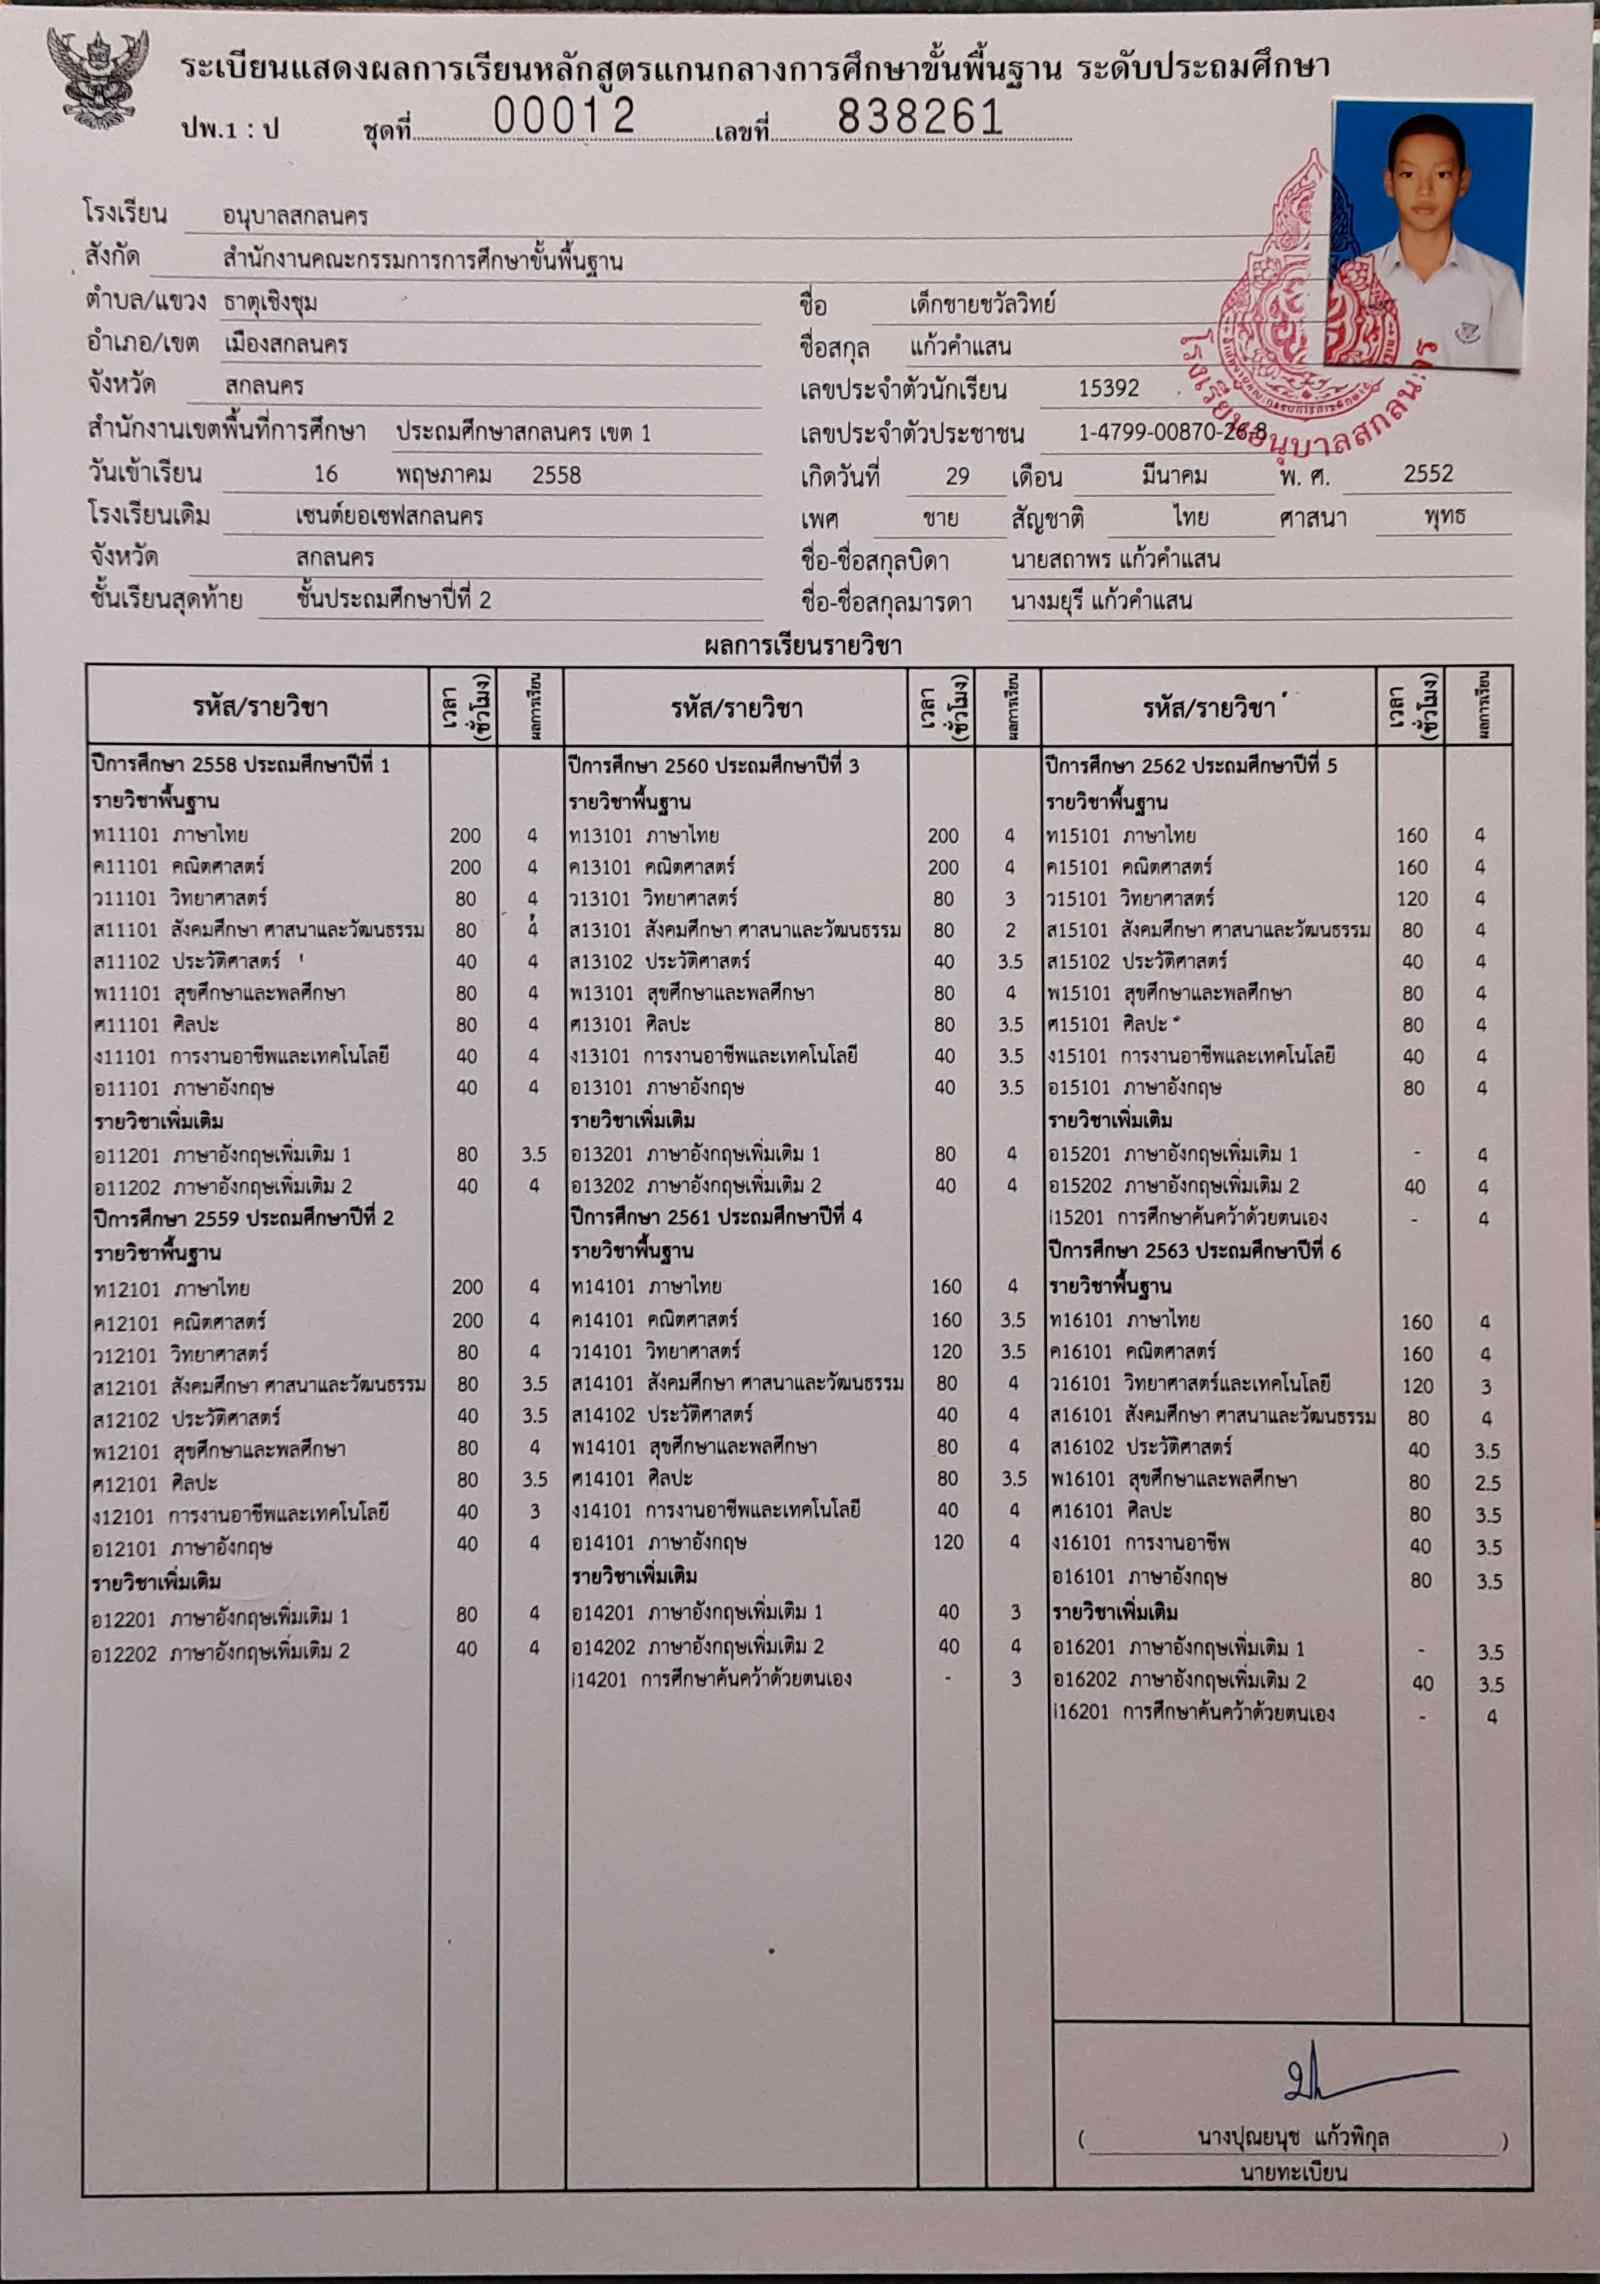 ระเบียนแสดงผลการเรียนหลักสูตรแกนกลางการศึกษาขั้นพื้นฐาน ระดับประถมศึกษา
ปพ.1 : ป ชุดที่ 00012 เลขที่ 838261
โรงเรียน อนุบาลสกลนคร
สังกัด สำนักงานคณะกรรมการการศึกษาขั้นพื้นฐาน
ตำบล/แขวง ธาตุเชิงชุม
อำเภอ/เขต เมืองสกลนคร
จังหวัด สกลนคร
สำนักงานเขตพื้นที่การศึกษา ประถมศึกษาสกลนคร เขต 1
วันเข้าเรียน 16 พฤษภาคม 2558
โรงเรียนเดิม เซนต์ยอเซฟสกลนคร
จังหวัด สกลนคร
ชั้นเรียนสุดท้าย ชั้นประถมศึกษาปีที่ 2
ชื่อ เด็กชายชวัลวิทย์
ชื่อสกุล แก้วคำแสน
เลขประจำตัวนักเรียน 15392
เลขประจำตัวประชาชน 1-4799-00870-26-8
เกิดวันที่ 29 เดือน มีนาคม พ. ศ. 2552
เพศ ชาย สัญชาติ ไทย ศาสนา พุทธ
ชื่อ-ชื่อสกุลบิดา นายสถาพร แก้วคำแสน
ชื่อ-ชื่อสกุลมารดา นางมยุรี แก้วคำแสน
โรงเรียนอนุบาลสกลนคร
ผลการเรียนรายวิชา
รหัส/รายวิชา เวลา (ชั่วโมง) ผลการเรียน
ปีการศึกษา 2558 ประถมศึกษาปีที่ 1
รายวิชาพื้นฐาน
ท11101 ภาษาไทย 200 4
ค11101 คณิตศาสตร์ 200 4
ว11101 วิทยาศาสตร์ 80 4
ส11101 สังคมศึกษา ศาสนาและวัฒนธรรม 80 4
ส11102 ประวัติศาสตร์ 40 4
พ11101 สุขศึกษาและพลศึกษา 80 4
ศ11101 ศิลปะ 80 4
ง11101 การงานอาชีพและเทคโนโลยี 40 4
อ11101 ภาษาอังกฤษ 40 4
รายวิชาเพิ่มเติม
อ11201 ภาษาอังกฤษเพิ่มเติม 1 80 3.5
อ11202 ภาษาอังกฤษเพิ่มเติม 2 40 4
ปีการศึกษา 2559 ประถมศึกษาปีที่ 2
รายวิชาพื้นฐาน
ท12101 ภาษาไทย 200 4
ค12101 คณิตศาสตร์ 200 4
ว12101 วิทยาศาสตร์ 80 4
ส12101 สังคมศึกษา ศาสนาและวัฒนธรรม 80 3.5
ส12102 ประวัติศาสตร์ 40 3.5
พ12101 สุขศึกษาและพลศึกษา 80 4
ศ12101 ศิลปะ 80 3.5
ง12101 การงานอาชีพและเทคโนโลยี 40 3
อ12101 ภาษาอังกฤษ 40 4
รายวิชาเพิ่มเติม
อ12201 ภาษาอังกฤษเพิ่มเติม 1 80 4
อ12202 ภาษาอังกฤษเพิ่มเติม 2 40 4
รหัส/รายวิชา เวลา (ชั่วโมง) ผลการเรียน
ปีการศึกษา 2560 ประถมศึกษาปีที่ 3
รายวิชาพื้นฐาน
ท13101 ภาษาไทย 200 4
ค13101 คณิตศาสตร์ 200 4
ว13101 วิทยาศาสตร์ 80 3
ส13101 สังคมศึกษา ศาสนาและวัฒนธรรม 80 2
ส13102 ประวัติศาสตร์ 40 3.5
พ13101 สุขศึกษาและพลศึกษา 80 4
ศ13101 ศิลปะ 80 3.5
ง13101 การงานอาชีพและเทคโนโลยี 40 3.5
อ13101 ภาษาอังกฤษ 40 3.5
รายวิชาเพิ่มเติม
อ13201 ภาษาอังกฤษเพิ่มเติม 1 80 4
อ13202 ภาษาอังกฤษเพิ่มเติม 2 40 4
ปีการศึกษา 2561 ประถมศึกษาปีที่ 4
รายวิชาพื้นฐาน
ท14101 ภาษาไทย 160 4
ค14101 คณิตศาสตร์ 160 3.5
ว14101 วิทยาศาสตร์ 120 3.5
ส14101 สังคมศึกษา ศาสนาและวัฒนธรรม 80 4
ส14102 ประวัติศาสตร์ 40 4
พ14101 สุขศึกษาและพลศึกษา 80 4
ศ14101 ศิลปะ 80 3.5
ง14101 การงานอาชีพและเทคโนโลยี 40 4
อ14101 ภาษาอังกฤษ 120 4
รายวิชาเพิ่มเติม
อ14201 ภาษาอังกฤษเพิ่มเติม 1 40 3
อ14202 ภาษาอังกฤษเพิ่มเติม 2 40 4
i14201 การศึกษาค้นคว้าด้วยตนเอง - 3
รหัส/รายวิชา เวลา (ชั่วโมง) ผลการเรียน
ปีการศึกษา 2562 ประถมศึกษาปีที่ 5
รายวิชาพื้นฐาน
ท15101 ภาษาไทย 160 4
ค15101 คณิตศาสตร์ 160 4
ว15101 วิทยาศาสตร์ 120 4
ส15101 สังคมศึกษา ศาสนาและวัฒนธรรม 80 4
ส15102 ประวัติศาสตร์ 40 4
พ15101 สุขศึกษาและพลศึกษา 80 4
ศ15101 ศิลปะ 80 4
ง15101 การงานอาชีพและเทคโนโลยี 40 4
อ15101 ภาษาอังกฤษ 80 4
รายวิชาเพิ่มเติม
อ15201 ภาษาอังกฤษเพิ่มเติม 1 - 4
อ15202 ภาษาอังกฤษเพิ่มเติม 2 40 4
i15201 การศึกษาค้นคว้าด้วยตนเอง - 4
ปีการศึกษา 2563 ประถมศึกษาปีที่ 6
รายวิชาพื้นฐาน
ท16101 ภาษาไทย 160 4
ค16101 คณิตศาสตร์ 160 4
ว16101 วิทยาศาสตร์และเทคโนโลยี 120 3
ส16101 สังคมศึกษา ศาสนาและวัฒนธรรม 80 4
ส16102 ประวัติศาสตร์ 40 3.5
พ16101 สุขศึกษาและพลศึกษา 80 2.5
ศ16101 ศิลปะ 80 3.5
ง16101 การงานอาชีพ 40 3.5
อ16101 ภาษาอังกฤษ 80 3.5
รายวิชาเพิ่มเติม
อ16201 ภาษาอังกฤษเพิ่มเติม 1 - 3.5
อ16202 ภาษาอังกฤษเพิ่มเติม 2 40 3.5
i16201 การศึกษาค้นคว้าด้วยตนเอง - 4
( นางปุณยนุช แก้วพิกุล )
นายทะเบียน